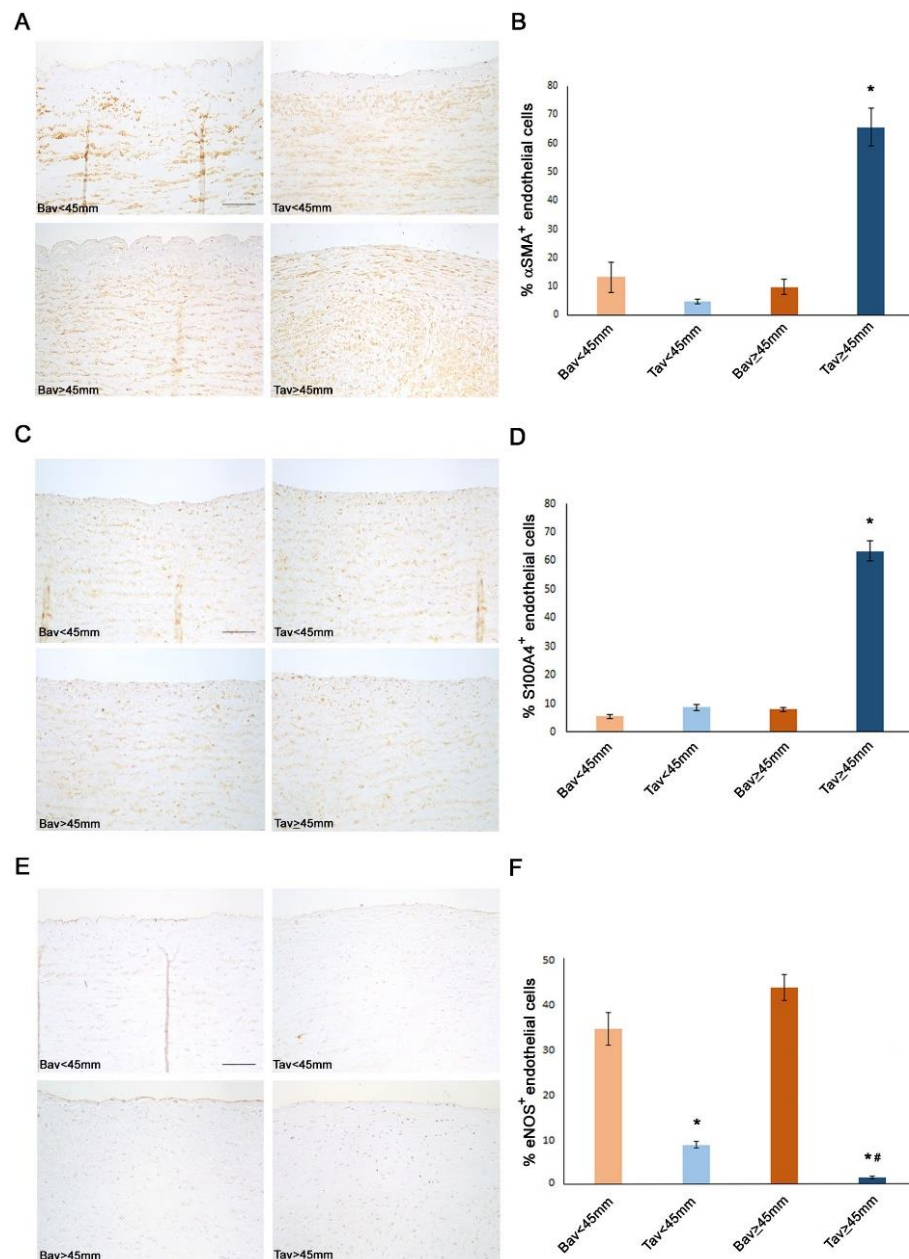 A
Bav<45mm
Tav<45mm
Bav≥45mm
Tav≥45mm
B
% αSMA⁺ endothelial cells
80
70
60
50
40
30
20
10
0
*
Bav<45mm
Tav<45mm
Bav≥45mm
Tav≥45mm
C
Bav<45mm
Tav<45mm
Bav>45mm
Tav≥45mm
D
% S100A4⁺ endothelial cells
80
70
60
50
40
30
20
10
0
*
Bav<45mm
Tav<45mm
Bav≥45mm
Tav≥45mm
E
Bav<45mm
Tav<45mm
Bav>45mm
Tav>45mm
F
% eNOS⁺ endothelial cells
50
40
30
20
10
0
*
*#
Bav<45mm
Tav<45mm
Bav≥45mm
Tav≥45mm